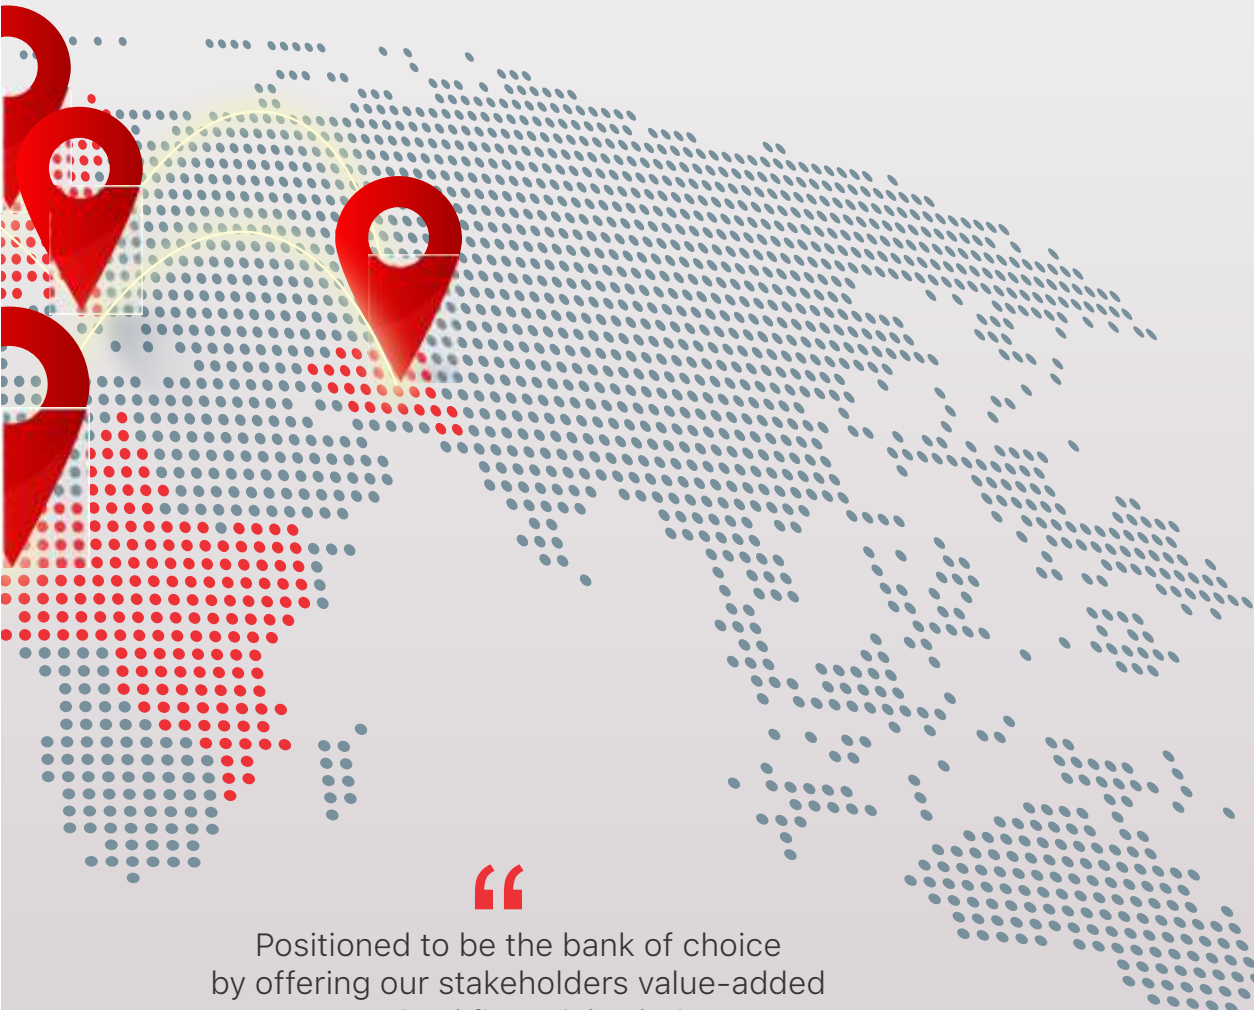 “
Positioned to be the bank of choice
by offering our stakeholders value-added